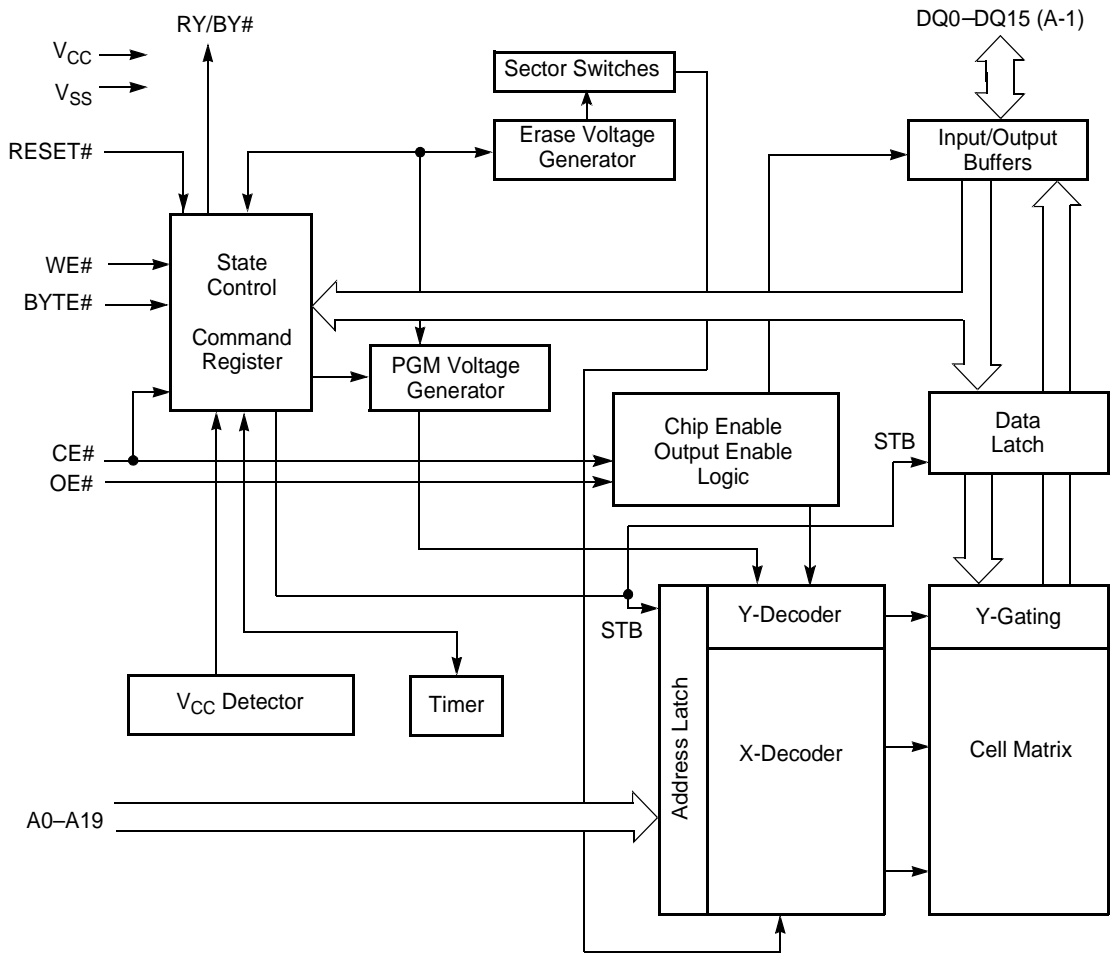 RY/BY#
DQ0–DQ15 (A-1)
VCC
VSS
Sector Switches
RESET#
Erase Voltage
Generator
Input/Output
Buffers
WE#
BYTE#
State
Control
Command
Register
PGM Voltage
Generator
CE#
OE#
Chip Enable
Output Enable
Logic
STB
Data
Latch
STB
Y-Decoder
Y-Gating
VCC Detector
Timer
Address Latch
X-Decoder
Cell Matrix
A0–A19